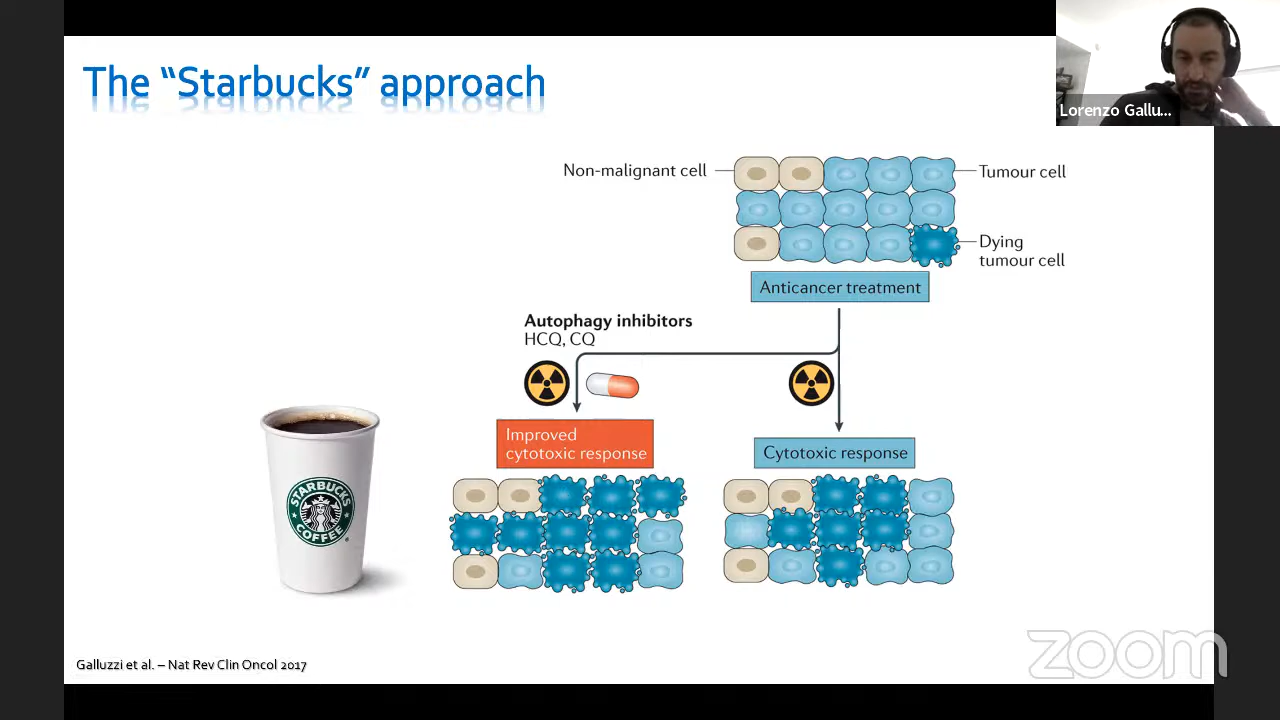 The “Starbucks” approach
Lorenzo Gallu...
Non-malignant cell
Tumour cell
Dying
tumour cell
Anticancer treatment
Autophagy inhibitors
HCQ, CQ
Improved
cytotoxic response
Cytotoxic response
STARBUCKS
COFFEE
Galluzzi et al. – Nat Rev Clin Oncol 2017
zoom